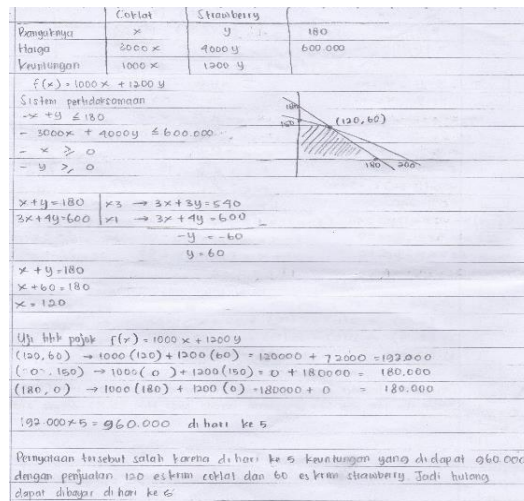 Coklat Strawberry
Banyaknya x y 180
Harga 3000 x 4000 y 600.000
Keuntungan 1000 x 1200 y
f(x) = 1000 x + 1200 y
Sistem pertidaksamaan
- x + y ≤ 180
- 3000x + 4000y ≤ 600.000
- x ≥ 0
- y ≥ 0
180
150
(120,60)
180 200
x + y = 180 | x3 → 3x + 3y = 540
3x + 4y = 600 | x1 → 3x + 4y = 600 -
-y = -60
y = 60
x + y = 180
x + 60 = 180
x = 120
Uji titik pojok f(x) = 1000 x + 1200 y
(120,60) → 1000 (120) + 1200 (60) = 120000 + 72000 = 192.000
(0, 150) → 1000 (0) + 1200 (150) = 0 + 180000 = 180.000
(180, 0) → 1000 (180) + 1200 (0) = 180000 + 0 = 180.000
192.000 x 5 = 960.000 di hari ke 5
Pernyataan tersebut salah karena di hari ke 5 keuntungan yang didapat 960.000
dengan penjualan 120 es krim coklat dan 60 es krim strawberry. Jadi hutang
dapat dibayar di hari ke 6